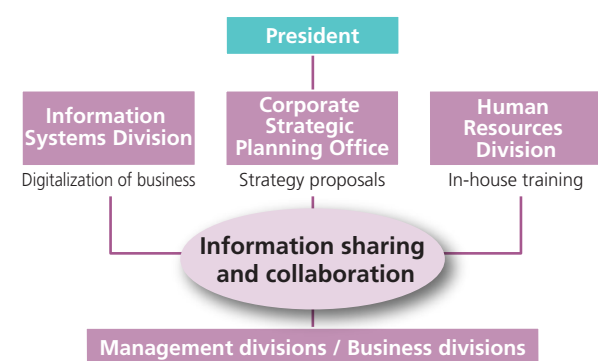 President
Information
Systems Division
Corporate
Strategic
Planning Office
Human
Resources
Division
Digitalization of business
Strategy proposals
In-house training
Information sharing
and collaboration
Management divisions / Business divisions